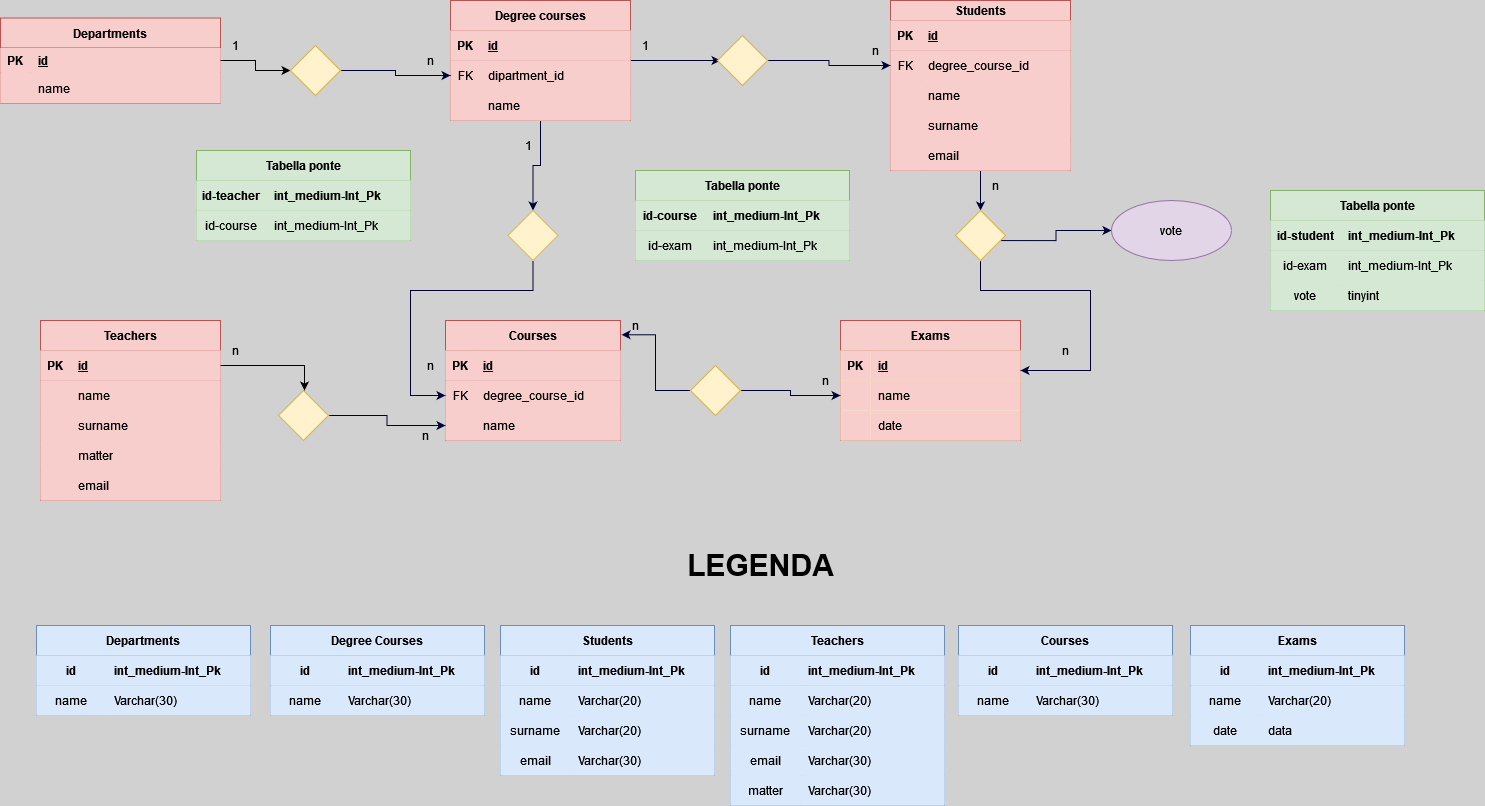 Departments
PK id
name
1
n
Degree courses
PK id
FK dipartment_id
name
1
n
Students
PK id
FK degree_course_id
name
surname
email
1
n
Tabella ponte
id-teacher int_medium-Int_Pk
id-course int_medium-Int_Pk
Tabella ponte
id-course int_medium-Int_Pk
id-exam int_medium-Int_Pk
vote
Tabella ponte
id-student int_medium-Int_Pk
id-exam int_medium-Int_Pk
vote tinyint
Teachers
PK id
name
surname
matter
email
n
n
n
Courses
PK id
FK degree_course_id
name
n
n
Exams
PK id
name
date
n
LEGENDA
Departments
id int_medium-Int_Pk
name Varchar(30)
Degree Courses
id int_medium-Int_Pk
name Varchar(30)
Students
id int_medium-Int_Pk
name Varchar(20)
surname Varchar(20)
email Varchar(30)
Teachers
id int_medium-Int_Pk
name Varchar(20)
surname Varchar(20)
email Varchar(30)
matter Varchar(30)
Courses
id int_medium-Int_Pk
name Varchar(30)
Exams
id int_medium-Int_Pk
name Varchar(20)
date data